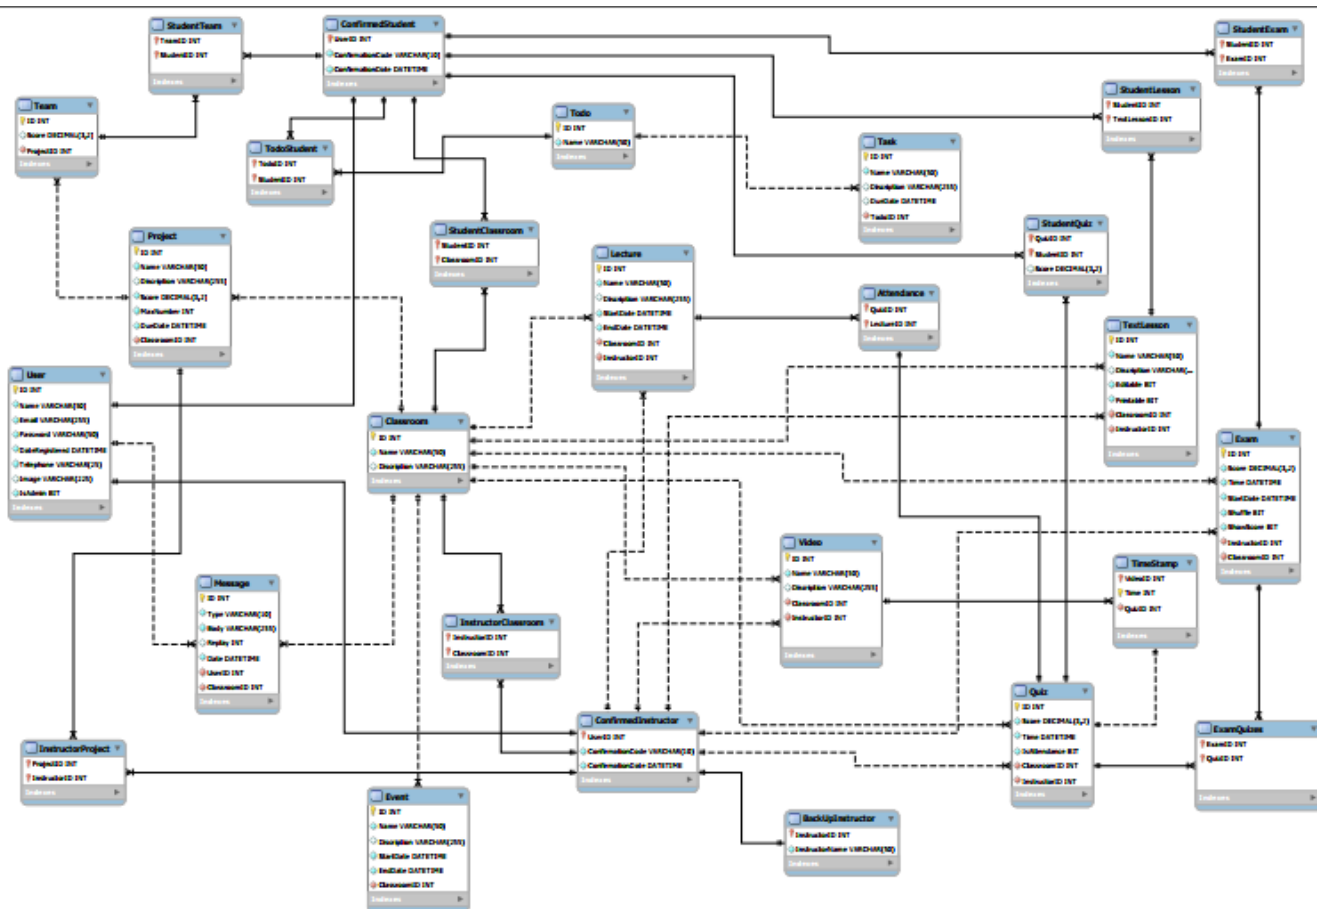 StudentTeam
TeamID INT
StudentID INT
Indexes
ConfirmedStudent
UserID INT
ConfirmationCode VARCHAR(10)
ConfirmationDate DATETIME
Indexes
StudentExam
StudentID INT
ExamID INT
Indexes
Team
ID INT
Score DECIMAL(3,2)
ProjectID INT
Indexes
TodoStudent
TodoID INT
StudentID INT
Indexes
Todo
ID INT
Name VARCHAR(50)
Indexes
Task
ID INT
Name VARCHAR(50)
Discription VARCHAR(255)
DueDate DATETIME
TodoID INT
Indexes
StudentLesson
StudentID INT
TextLessonID INT
Indexes
Project
ID INT
Name VARCHAR(50)
Discription VARCHAR(255)
Score DECIMAL(3,2)
MaxNumber INT
DueDate DATETIME
ClassroomID INT
Indexes
StudentClassroom
StudentID INT
ClassroomID INT
Indexes
Lecture
ID INT
Name VARCHAR(50)
Discription VARCHAR(255)
StartDate DATETIME
EndDate DATETIME
ClassroomID INT
InstructorID INT
Indexes
StudentQuiz
QuizID INT
StudentID INT
Score DECIMAL(3,2)
Indexes
Attendance
QuizID INT
LectureID INT
Indexes
TextLesson
ID INT
Name VARCHAR(50)
Discription VARCHAR(...
Editable BIT
Printable BIT
ClassroomID INT
InstructorID INT
Indexes
User
ID INT
Name VARCHAR(50)
Email VARCHAR(255)
Password VARCHAR(50)
DateRegistered DATETIME
Telephone VARCHAR(25)
Image VARCHAR(225)
IsAdmin BIT
Indexes
Classroom
ID INT
Name VARCHAR(50)
Discription VARCHAR(255)
Indexes
Exam
ID INT
Score DECIMAL(3,2)
Time DATETIME
StartDate DATETIME
Shuffle BIT
ShowScore BIT
InstructorID INT
ClassroomID INT
Indexes
Message
ID INT
Type VARCHAR(10)
Body VARCHAR(255)
Replay INT
Date DATETIME
UserID INT
ClassroomID INT
Indexes
InstructorClassroom
InstructorID INT
ClassroomID INT
Indexes
Video
ID INT
Name VARCHAR(50)
Discription VARCHAR(255)
ClassroomID INT
InstructorID INT
Indexes
TimeStamp
VideoID INT
Time INT
QuizID INT
Indexes
InstructorProject
ProjectID INT
InstructorID INT
Indexes
ConfirmedInstructor
UserID INT
ConfirmationCode VARCHAR(10)
ConfirmationDate DATETIME
Indexes
Quiz
ID INT
Score DECIMAL(3,2)
Time DATETIME
IsAttendance BIT
ClassroomID INT
InstructorID INT
Indexes
ExamQuizes
ExamID INT
QuizID INT
Indexes
Event
ID INT
Name VARCHAR(50)
Discription VARCHAR(255)
StartDate DATETIME
EndDate DATETIME
ClassroomID INT
Indexes
BackUpInstructor
InstructorID INT
InstructorName VARCHAR(50)
Indexes